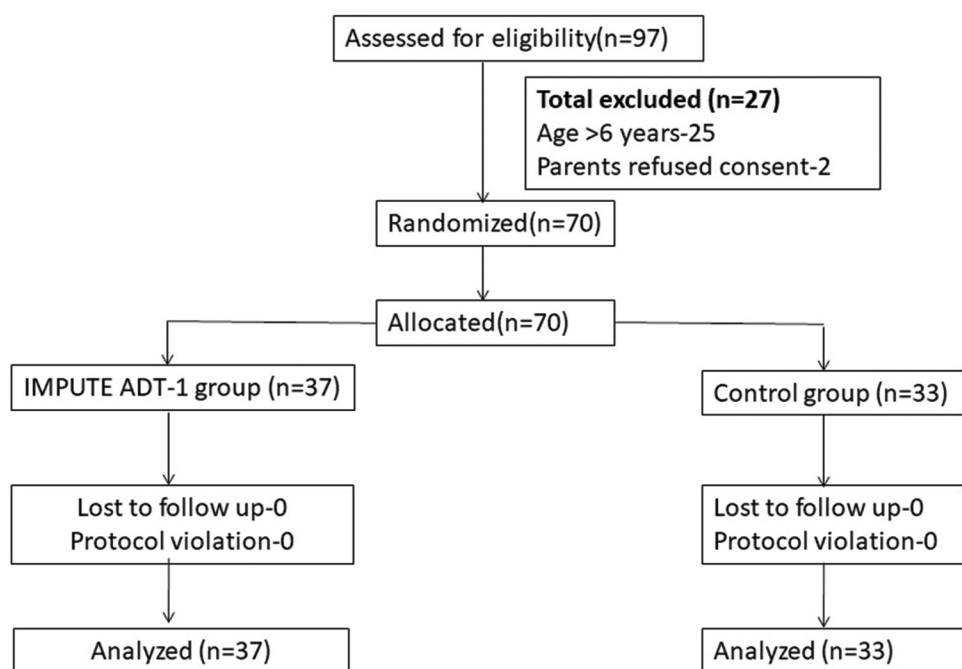 Assessed for eligibility(n=97)
Total excluded (n=27)
Age >6 years-25
Parents refused consent-2
Randomized(n=70)
Allocated(n=70)
IMPUTE ADT-1 group (n=37)
Control group (n=33)
Lost to follow up-0
Protocol violation-0
Lost to follow up-0
Protocol violation-0
Analyzed (n=37)
Analyzed (n=33)